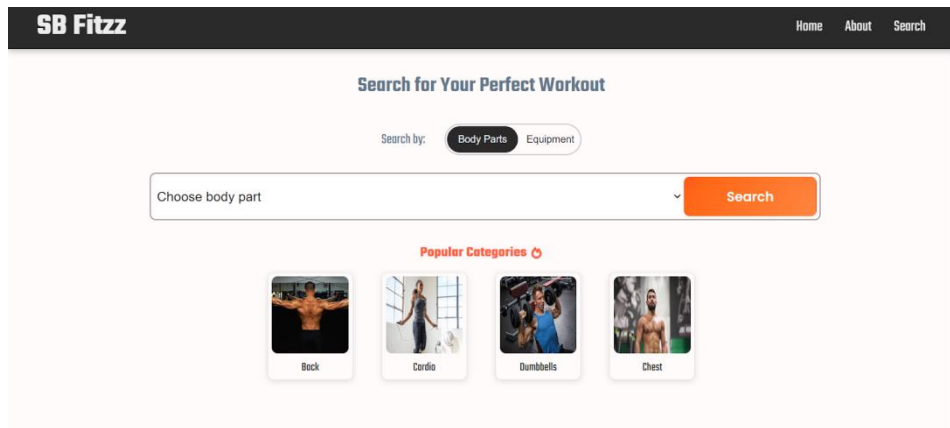 SB Fitzz
Home About Search
Search for Your Perfect Workout
Search by: Body Parts Equipment
Choose body part Search
Popular Categories
Back Cardio Dumbbells Chest